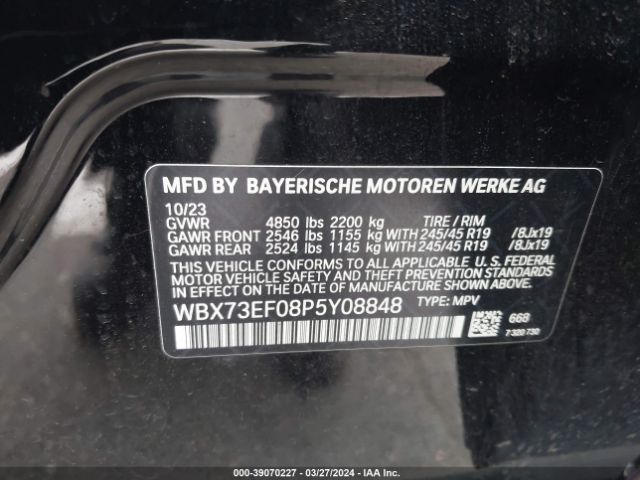 MFD BY BAYERISCHE MOTOREN WERKE AG
10/23
GVWR 4850 lbs 2200 kg TIRE / RIM
GAWR FRONT 2546 lbs 1155 kg WITH 245/45 R19 /8Jx19
GAWR REAR 2524 lbs 1145 kg WITH 245/45 R19 /8Jx19
THIS VEHICLE CONFORMS TO ALL APPLICABLE U. S. FEDERAL
MOTOR VEHICLE SAFETY AND THEFT PREVENTION STANDARDS
IN EFFECT ON THE DATE OF MANUFACTURE SHOWN ABOVE.
WBX73EF08P5Y08848 TYPE: MPV
668
7 320 730
000-39070227 - 03/27/2024 - IAA Inc.